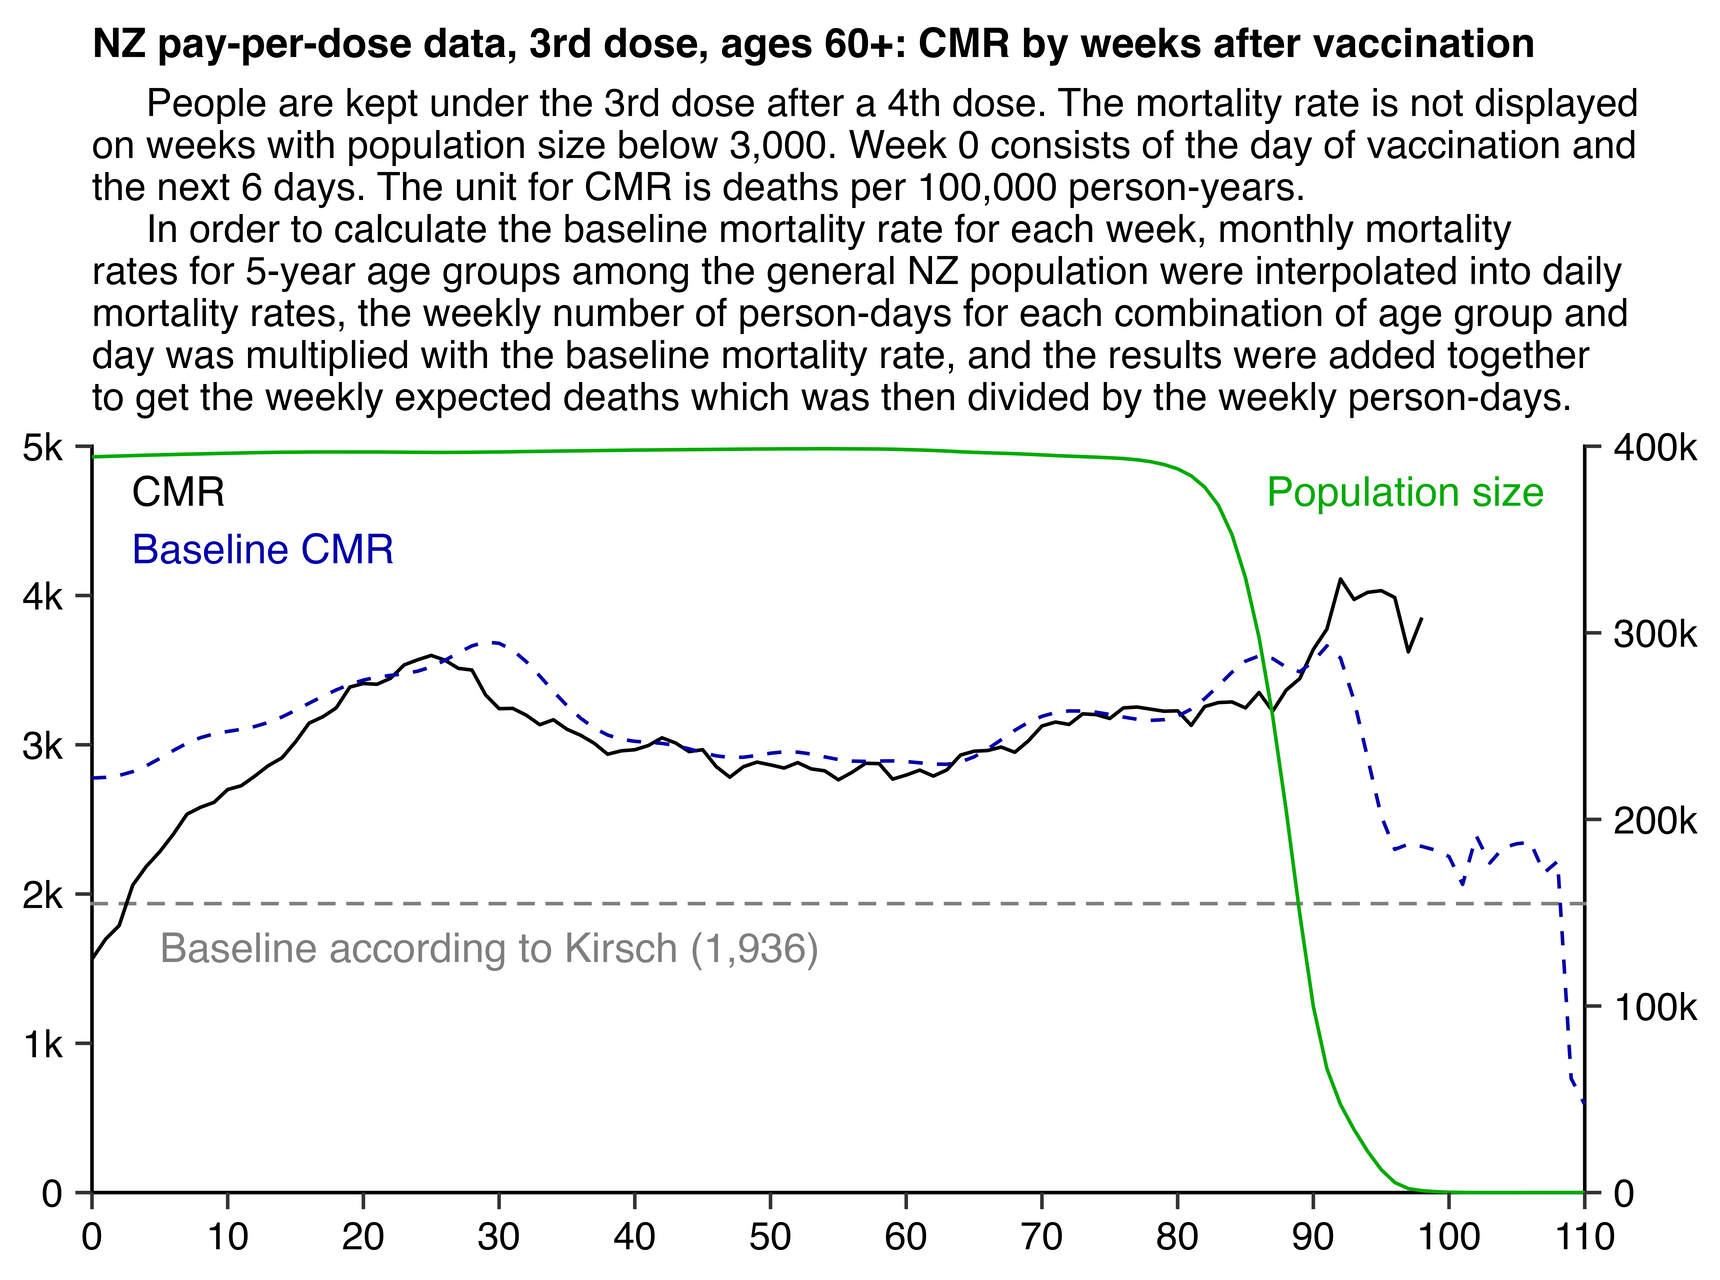 NZ pay-per-dose data, 3rd dose, ages 60+: CMR by weeks after vaccination
People are kept under the 3rd dose after a 4th dose. The mortality rate is not displayed
on weeks with population size below 3,000. Week 0 consists of the day of vaccination and
the next 6 days. The unit for CMR is deaths per 100,000 person-years.
In order to calculate the baseline mortality rate for each week, monthly mortality
rates for 5-year age groups among the general NZ population were interpolated into daily
mortality rates, the weekly number of person-days for each combination of age group and
day was multiplied with the baseline mortality rate, and the results were added together
to get the weekly expected deaths which was then divided by the weekly person-days.
5k
400k
CMR
Population size
Baseline CMR
4k
300k
3k
200k
2k
Baseline according to Kirsch (1,936)
100k
1k
0
0
0 10 20 30 40 50 60 70 80 90 100 110